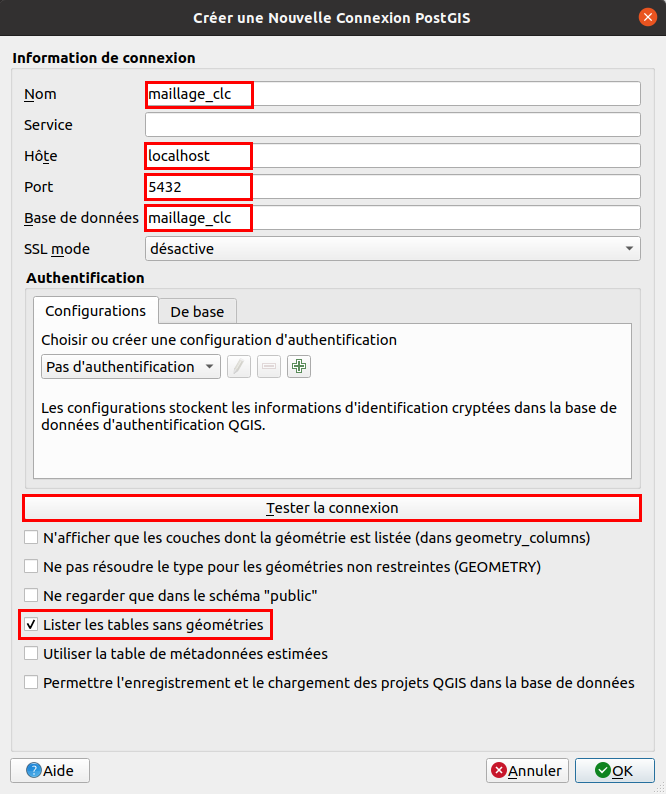 Créer une Nouvelle Connexion PostGIS
Information de connexion
Nom maillage_clc
Service
Hôte localhost
Port 5432
Base de données maillage_clc
SSL mode désactive
Authentification
Configurations De base
Choisir ou créer une configuration d'authentification
Pas d'authentification
Les configurations stockent les informations d'identification cryptées dans la base de
données d'authentification QGIS.
Tester la connexion
N'afficher que les couches dont la géométrie est listée (dans geometry_columns)
Ne pas résoudre le type pour les géométries non restreintes (GEOMETRY)
Ne regarder que dans le schéma "public"
Lister les tables sans géométries
Utiliser la table de métadonnées estimées
Permettre l'enregistrement et le chargement des projets QGIS dans la base de données
Aide Annuler OK